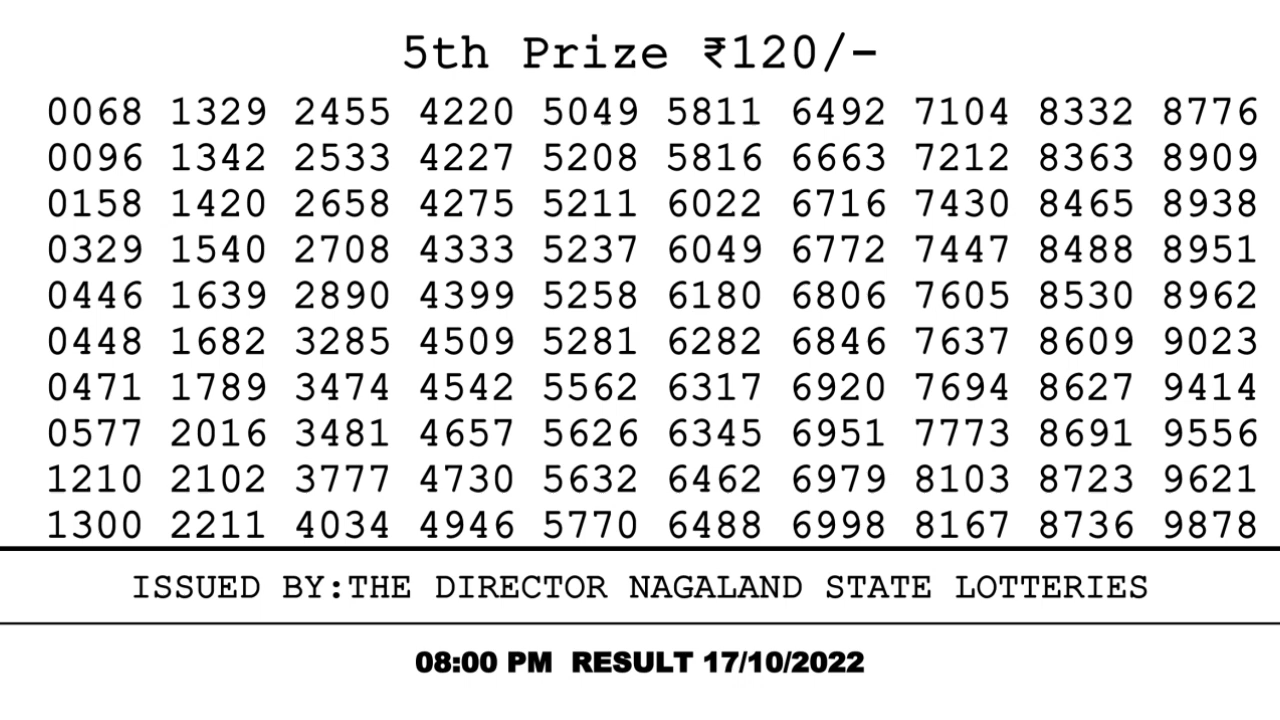 5th Prize ₹120/-
0068 1329 2455 4220 5049 5811 6492 7104 8332 8776
0096 1342 2533 4227 5208 5816 6663 7212 8363 8909
0158 1420 2658 4275 5211 6022 6716 7430 8465 8938
0329 1540 2708 4333 5237 6049 6772 7447 8488 8951
0446 1639 2890 4399 5258 6180 6806 7605 8530 8962
0448 1682 3285 4509 5281 6282 6846 7637 8609 9023
0471 1789 3474 4542 5562 6317 6920 7694 8627 9414
0577 2016 3481 4657 5626 6345 6951 7773 8691 9556
1210 2102 3777 4730 5632 6462 6979 8103 8723 9621
1300 2211 4034 4946 5770 6488 6998 8167 8736 9878
ISSUED BY:THE DIRECTOR NAGALAND STATE LOTTERIES
08:00 PM RESULT 17/10/2022